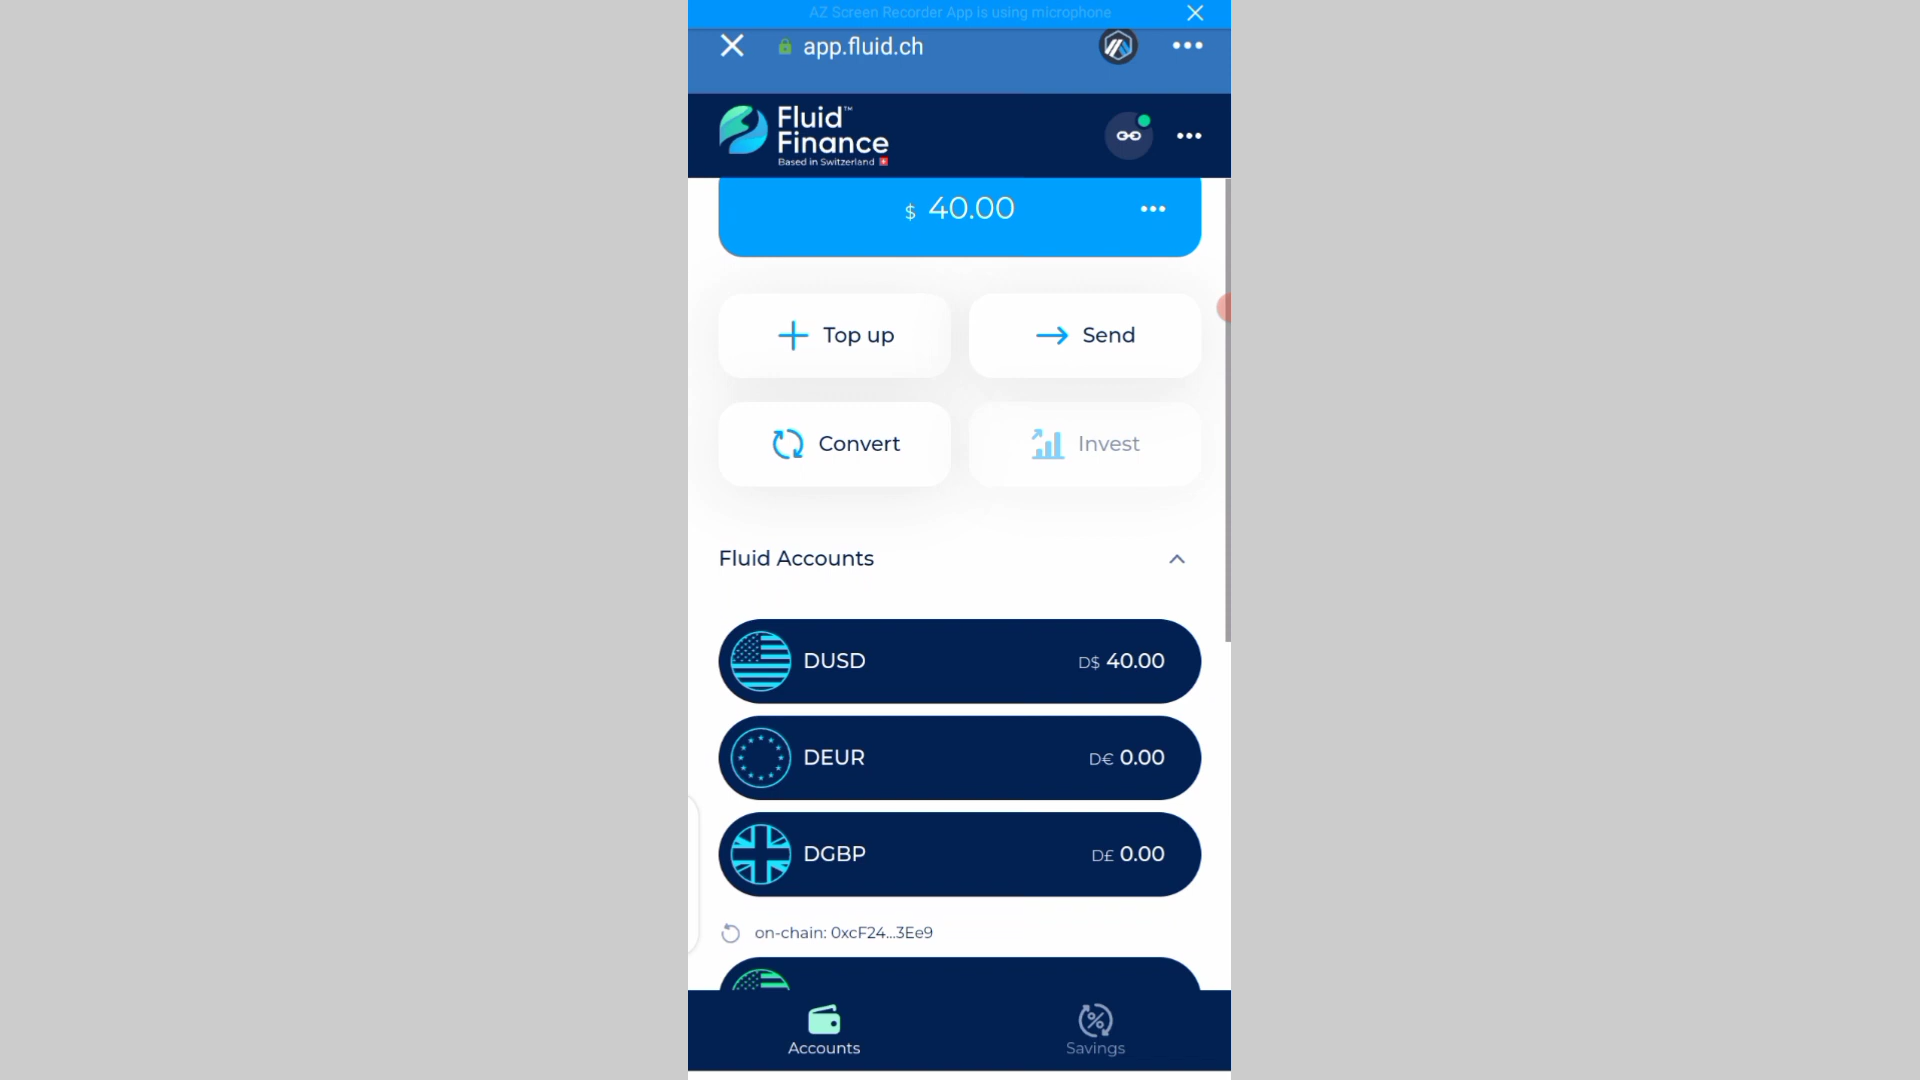 AZ Screen Recorder App is using microphone
app.fluid.ch
Fluid™
Finance
Based in Switzerland
$ 40.00
Top up
Send
Convert
Invest
Fluid Accounts
DUSD
D$ 40.00
DEUR
D€ 0.00
DGBP
D£ 0.00
on-chain: 0xcF24...3Ee9
Accounts
Savings